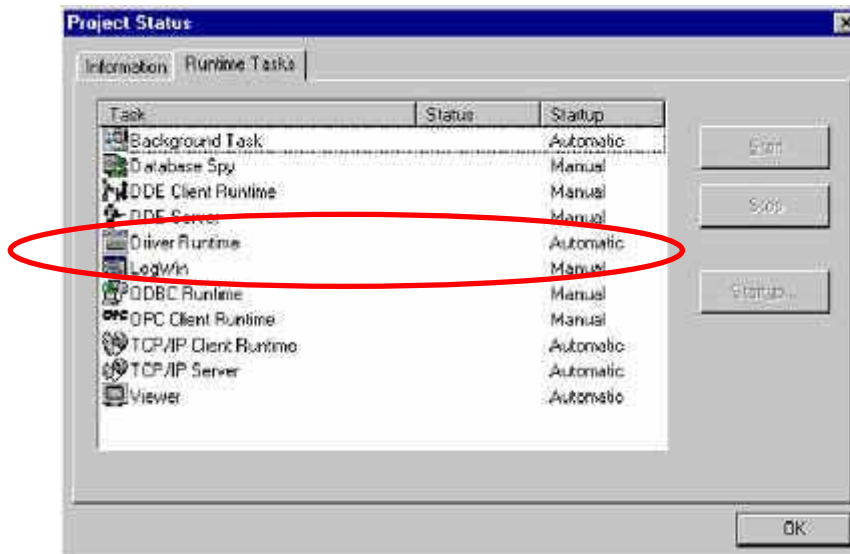 Project Status
Information Runtime Tasks
Task Status Startup
Background Task Automatic
Database Spy Manual
DDE Client Runtime Manual
DDE Server Manual
Driver Runtime Automatic
LogWin Manual
ODBC Runtime Manual
OPC Client Runtime Manual
TCP/IP Client Runtime Automatic
TCP/IP Server Automatic
Viewer Automatic
Start
Stop
Startup...
OK